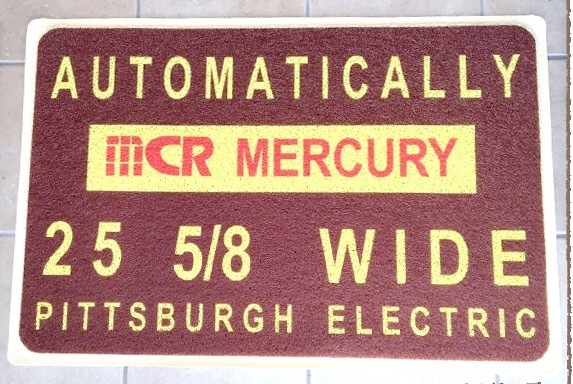 AUTOMATICALLY
mCR MERCURY
25 5/8 WIDE
PITTSBURGH ELECTRIC